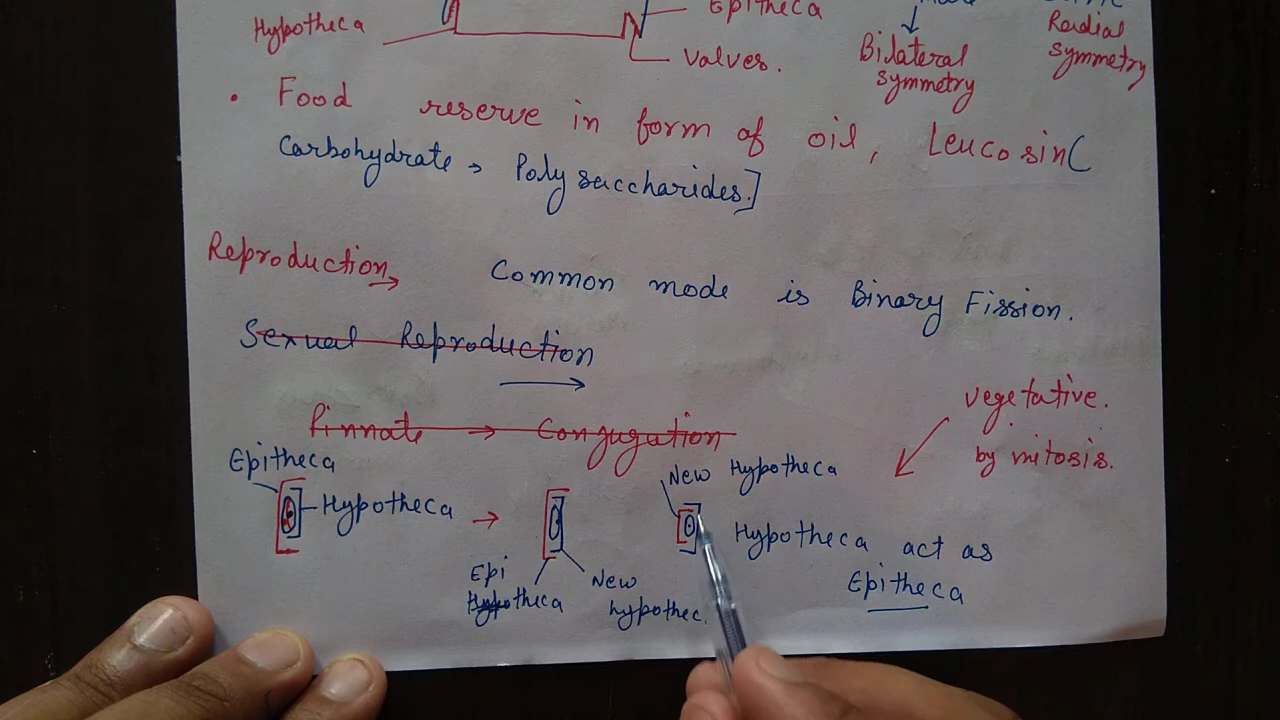 Hypotheca
Epitheca
valves.
Bilateral
symmetry
Radial
symmetry
• Food reserve in form of oil, Leucosin(
Carbohydrate → Polysaccharides.]
Reproduction → Common mode is Binary Fission.
Sexual Reproduction
→
Pinnate → Conjugation
vegetative.
by mitosis.
Epitheca
Hypotheca →
Epi
theca
New
hypothec.
New Hypotheca
Hypotheca act as
Epitheca